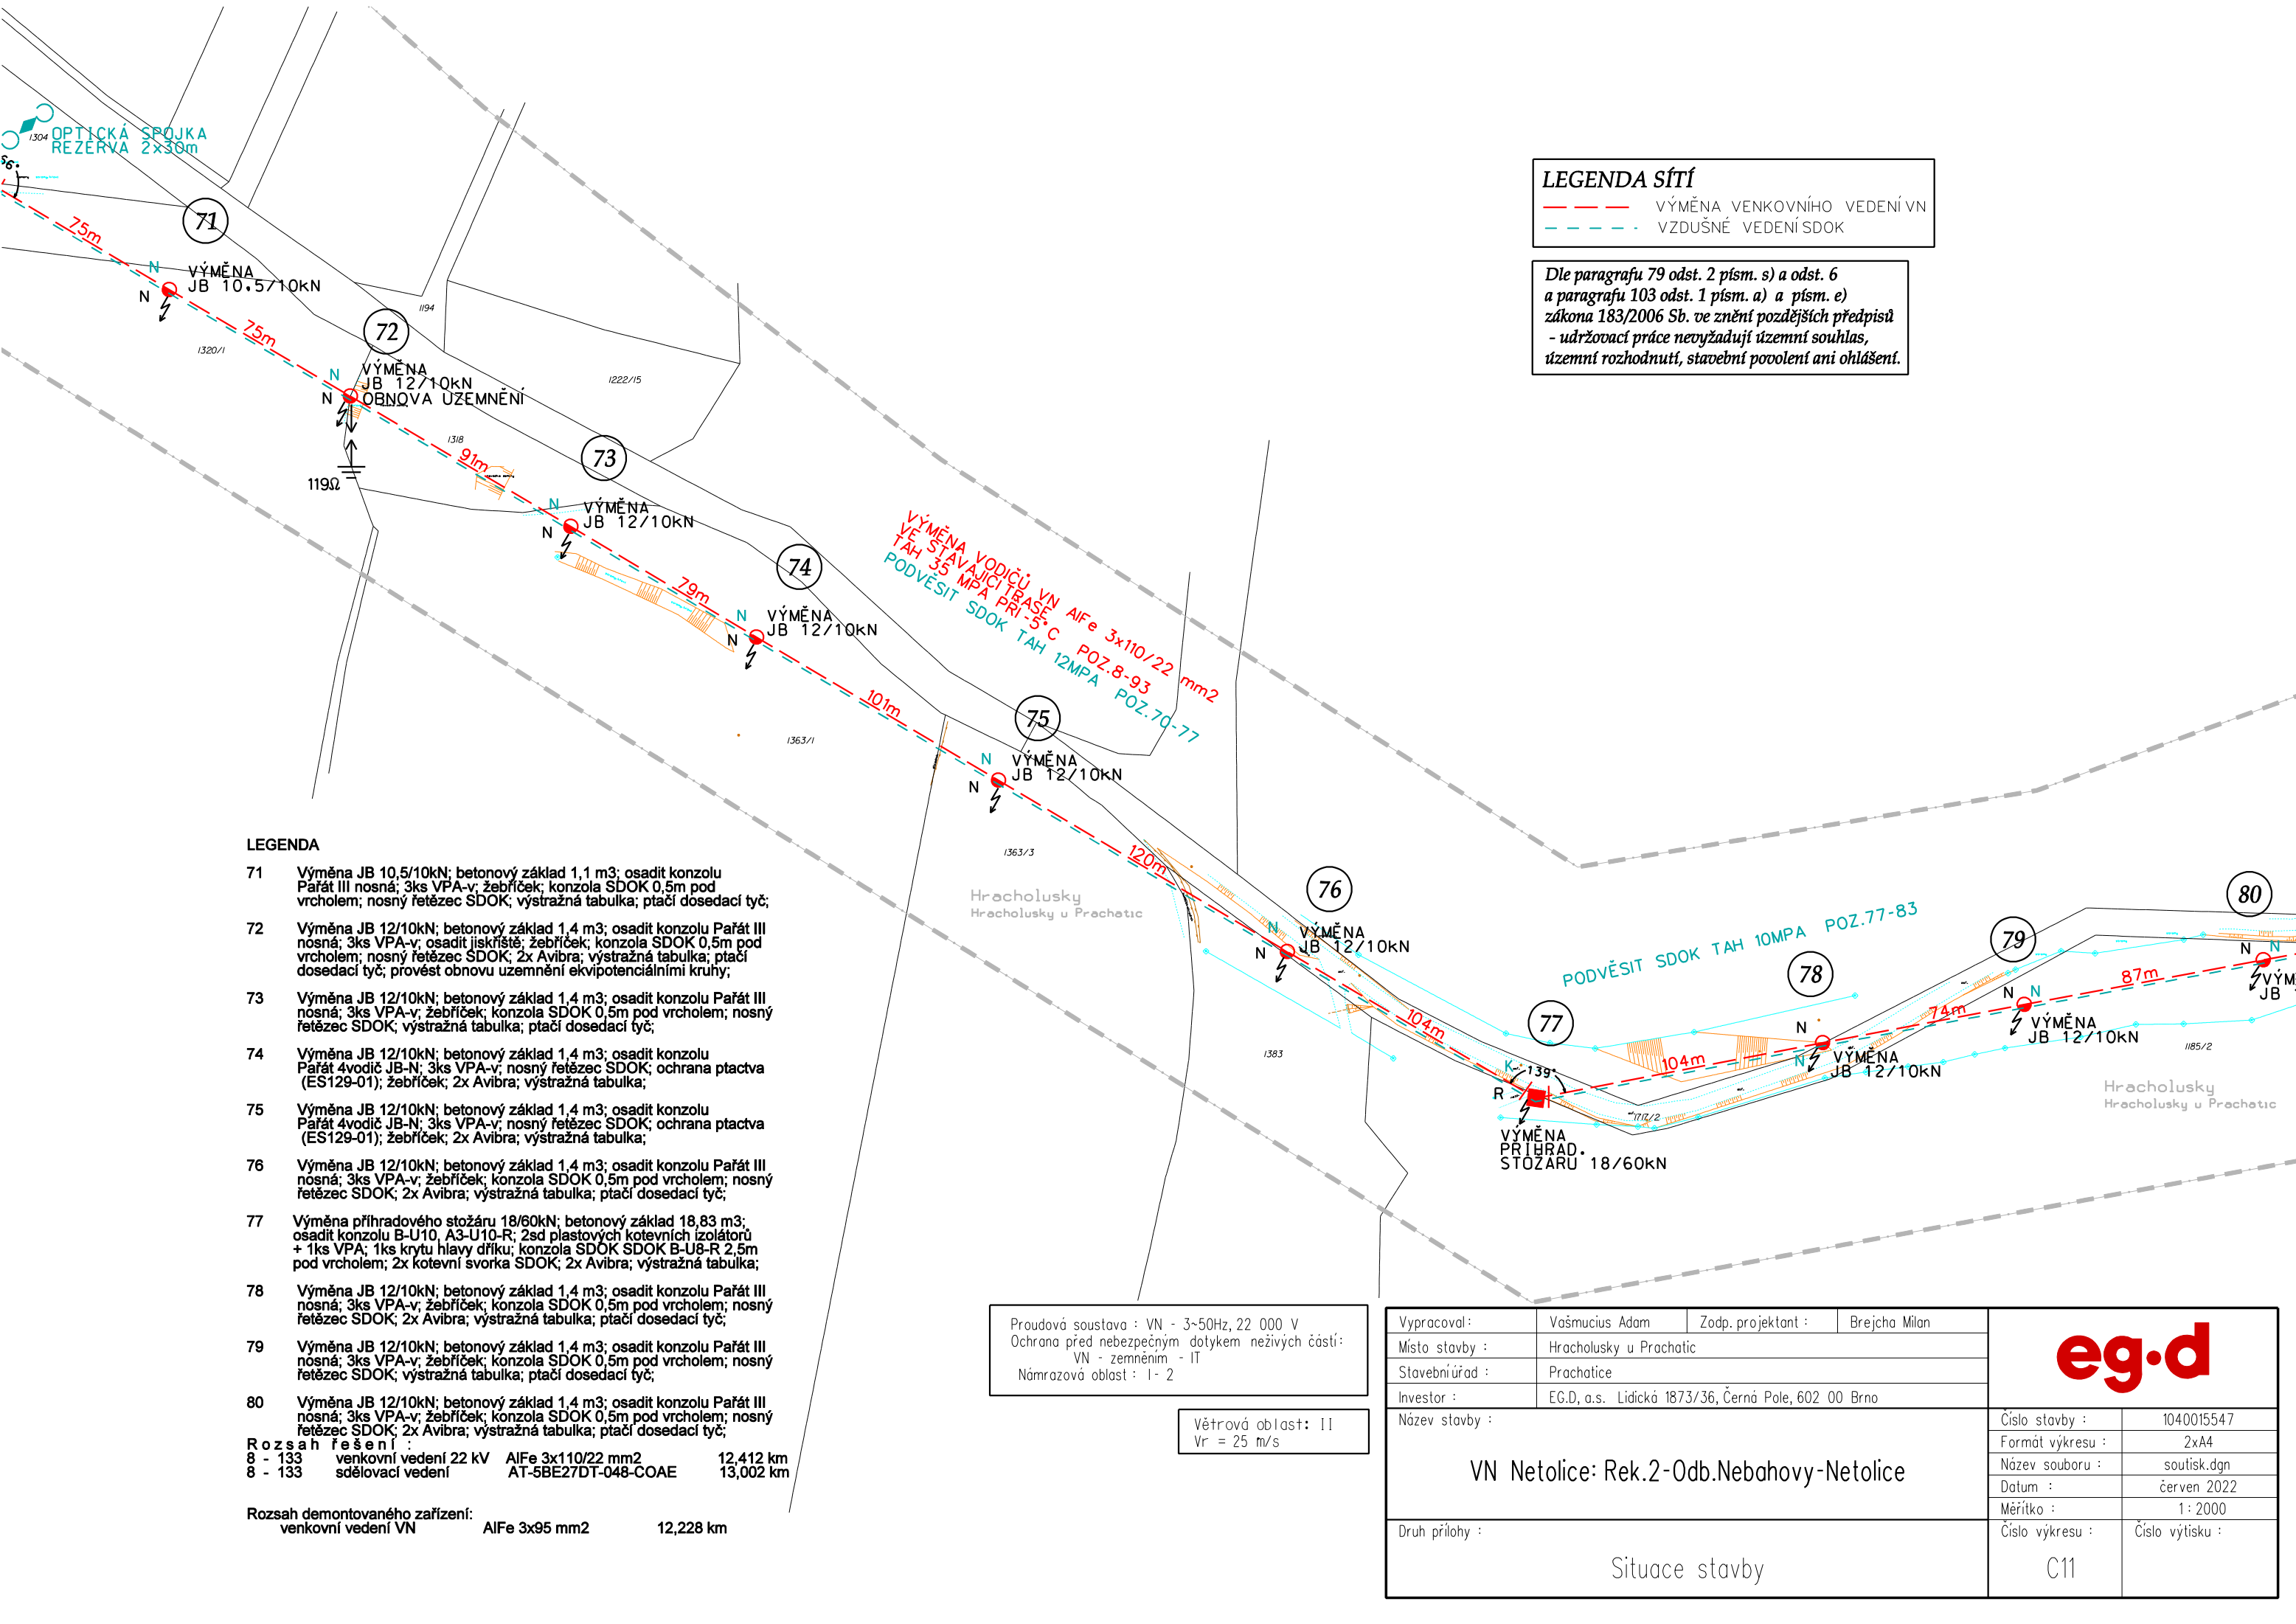 1304
OPTICKÁ SPOJKA
REZERVA 2x30m
71
75m
N
VÝMĚNA
JB 10.5/10kN
N
1194
72
75m
1320/1
N
VÝMĚNA
JB 12/10kN
N
OBNOVA UZEMNĚNÍ
1222/15
1318
91m
119Ω
73
N
VÝMĚNA
JB 12/10kN
N
74
79m
N
VÝMĚNA
JB 12/10kN
N
VÝMĚNA VODIČŮ VN AlFe 3x110/22 mm2
VE STÁVAJÍCÍ TRASE
TAH 35 MPA PŘI -5°C POZ.8-93
PODVĚSIT SDOK TAH 12MPA POZ.70-77
101m
1363/1
75
N
VÝMĚNA
JB 12/10kN
N
1363/3
120m
Hracholusky
Hracholusky u Prachatic
76
N
VÝMĚNA
JB 12/10kN
N
104m
1383
PODVĚSIT SDOK TAH 10MPA POZ.77-83
77
K
139°
R
VÝMĚNA
PŘÍHRAD.
STOŽÁRU 18/60kN
104m
1717/2
78
N
N
VÝMĚNA
JB 12/10kN
74m
79
N
N
VÝMĚNA
JB 12/10kN
87m
80
N
N
JB
1185/2
Hracholusky
Hracholusky u Prachatic
LEGENDA SÍTÍ
VÝMĚNA VENKOVNÍHO VEDENÍ VN
VZDUŠNÉ VEDENÍ SDOK
Dle paragrafu 79 odst. 2 písm. s) a odst. 6
a paragrafu 103 odst. 1 písm. a) a písm. e)
zákona 183/2006 Sb. ve znění pozdějších předpisů
- udržovací práce nevyžadují územní souhlas,
územní rozhodnutí, stavební povolení ani ohlášení.
LEGENDA
71 Výměna JB 10,5/10kN; betonový základ 1,1 m3; osadit konzolu
Pařát III nosná; 3ks VPA-v; žebříček; konzola SDOK 0,5m pod
vrcholem; nosný řetězec SDOK; výstražná tabulka; ptačí dosedací tyč;
72 Výměna JB 12/10kN; betonový základ 1,4 m3; osadit konzolu Pařát III
nosná; 3ks VPA-v; osadit jiskřiště; žebříček; konzola SDOK 0,5m pod
vrcholem; nosný řetězec SDOK; 2x Avibra; výstražná tabulka; ptačí
dosedací tyč; provést obnovu uzemnění ekvipotenciálními kruhy;
73 Výměna JB 12/10kN; betonový základ 1,4 m3; osadit konzolu Pařát III
nosná; 3ks VPA-v; žebříček; konzola SDOK 0,5m pod vrcholem; nosný
řetězec SDOK; výstražná tabulka; ptačí dosedací tyč;
74 Výměna JB 12/10kN; betonový základ 1,4 m3; osadit konzolu
Pařát 4vodič JB-N; 3ks VPA-v; nosný řetězec SDOK; ochrana ptactva
(ES129-01); žebříček; 2x Avibra; výstražná tabulka;
75 Výměna JB 12/10kN; betonový základ 1,4 m3; osadit konzolu
Pařát 4vodič JB-N; 3ks VPA-v; nosný řetězec SDOK; ochrana ptactva
(ES129-01); žebříček; 2x Avibra; výstražná tabulka;
76 Výměna JB 12/10kN; betonový základ 1,4 m3; osadit konzolu Pařát III
nosná; 3ks VPA-v; žebříček; konzola SDOK 0,5m pod vrcholem; nosný
řetězec SDOK; 2x Avibra; výstražná tabulka; ptačí dosedací tyč;
77 Výměna příhradového stožáru 18/60kN; betonový základ 18,83 m3;
osadit konzolu B-U10, A3-U10-R; 2sd plastových kotevních izolátorů
+ 1ks VPA; 1ks krytu hlavy dříku; konzola SDOK SDOK B-U8-R 2,5m
pod vrcholem; 2x kotevní svorka SDOK; 2x Avibra; výstražná tabulka;
78 Výměna JB 12/10kN; betonový základ 1,4 m3; osadit konzolu Pařát III
nosná; 3ks VPA-v; žebříček; konzola SDOK 0,5m pod vrcholem; nosný
řetězec SDOK; 2x Avibra; výstražná tabulka; ptačí dosedací tyč;
79 Výměna JB 12/10kN; betonový základ 1,4 m3; osadit konzolu Pařát III
nosná; 3ks VPA-v; žebříček; konzola SDOK 0,5m pod vrcholem; nosný
řetězec SDOK; výstražná tabulka; ptačí dosedací tyč;
80 Výměna JB 12/10kN; betonový základ 1,4 m3; osadit konzolu Pařát III
nosná; 3ks VPA-v; žebříček; konzola SDOK 0,5m pod vrcholem; nosný
řetězec SDOK; 2x Avibra; výstražná tabulka; ptačí dosedací tyč;
Rozsah řešení :
8 - 133 venkovní vedení 22 kV AlFe 3x110/22 mm2 12,412 km
8 - 133 sdělovací vedení AT-5BE27DT-048-COAE 13,002 km
Rozsah demontovaného zařízení:
venkovní vedení VN AlFe 3x95 mm2 12,228 km
Proudová soustava : VN - 3~50Hz, 22 000 V
Ochrana před nebezpečným dotykem neživých částí:
VN - zemněním - IT
Námrazová oblast : I- 2
Větrová oblast: II
Vr = 25 m/s
Vypracoval : Vašmucius Adam Zodp. projektant : Brejcha Milan
Místo stavby : Hracholusky u Prachatic
Stavební úřad : Prachatice
Investor : EG.D, a.s. Lidická 1873/36, Černá Pole, 602 00 Brno
eg·d
Název stavby :
VN Netolice: Rek.2-Odb.Nebahovy-Netolice
Číslo stavby : 1040015547
Formát výkresu : 2xA4
Název souboru : soutisk.dgn
Datum : červen 2022
Měřítko : 1 : 2000
Druh přílohy :
Situace stavby
Číslo výkresu : Číslo výtisku :
C11